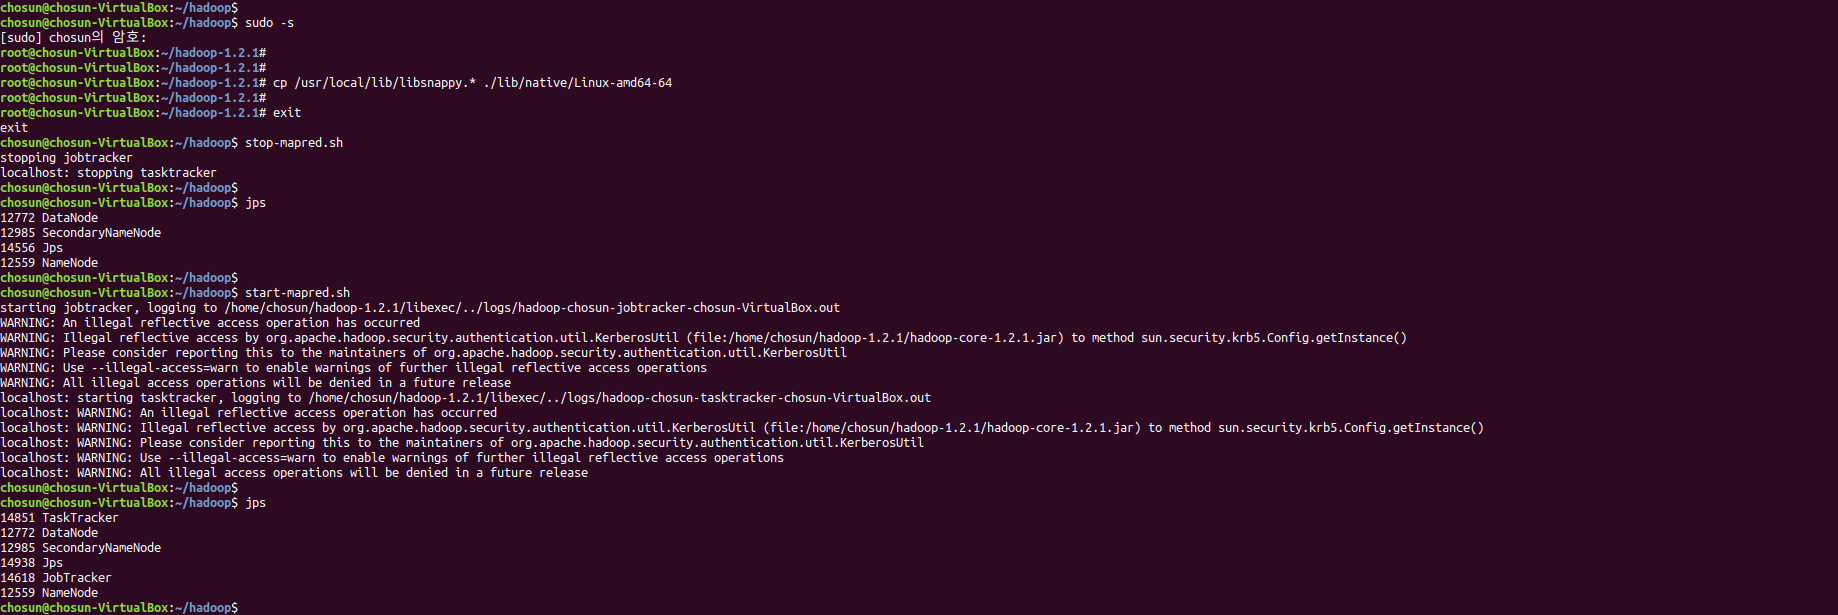 chosun@chosun-VirtualBox:~/hadoop$
chosun@chosun-VirtualBox:~/hadoop$ sudo -s
[sudo] chosun의 암호:
root@chosun-VirtualBox:~/hadoop-1.2.1#
root@chosun-VirtualBox:~/hadoop-1.2.1#
root@chosun-VirtualBox:~/hadoop-1.2.1# cp /usr/local/lib/libsnappy.* ./lib/native/Linux-amd64-64
root@chosun-VirtualBox:~/hadoop-1.2.1#
root@chosun-VirtualBox:~/hadoop-1.2.1# exit
exit
chosun@chosun-VirtualBox:~/hadoop$ stop-mapred.sh
stopping jobtracker
localhost: stopping tasktracker
chosun@chosun-VirtualBox:~/hadoop$
chosun@chosun-VirtualBox:~/hadoop$ jps
12772 DataNode
12985 SecondaryNameNode
14556 Jps
12559 NameNode
chosun@chosun-VirtualBox:~/hadoop$
chosun@chosun-VirtualBox:~/hadoop$ start-mapred.sh
starting jobtracker, logging to /home/chosun/hadoop-1.2.1/libexec/../logs/hadoop-chosun-jobtracker-chosun-VirtualBox.out
WARNING: An illegal reflective access operation has occurred
WARNING: Illegal reflective access by org.apache.hadoop.security.authentication.util.KerberosUtil (file:/home/chosun/hadoop-1.2.1/hadoop-core-1.2.1.jar) to method sun.security.krb5.Config.getInstance()
WARNING: Please consider reporting this to the maintainers of org.apache.hadoop.security.authentication.util.KerberosUtil
WARNING: Use --illegal-access=warn to enable warnings of further illegal reflective access operations
WARNING: All illegal access operations will be denied in a future release
localhost: starting tasktracker, logging to /home/chosun/hadoop-1.2.1/libexec/../logs/hadoop-chosun-tasktracker-chosun-VirtualBox.out
localhost: WARNING: An illegal reflective access operation has occurred
localhost: WARNING: Illegal reflective access by org.apache.hadoop.security.authentication.util.KerberosUtil (file:/home/chosun/hadoop-1.2.1/hadoop-core-1.2.1.jar) to method sun.security.krb5.Config.getInstance()
localhost: WARNING: Please consider reporting this to the maintainers of org.apache.hadoop.security.authentication.util.KerberosUtil
localhost: WARNING: Use --illegal-access=warn to enable warnings of further illegal reflective access operations
localhost: WARNING: All illegal access operations will be denied in a future release
chosun@chosun-VirtualBox:~/hadoop$
chosun@chosun-VirtualBox:~/hadoop$ jps
14851 TaskTracker
12772 DataNode
12985 SecondaryNameNode
14938 Jps
14618 JobTracker
12559 NameNode
chosun@chosun-VirtualBox:~/hadoop$